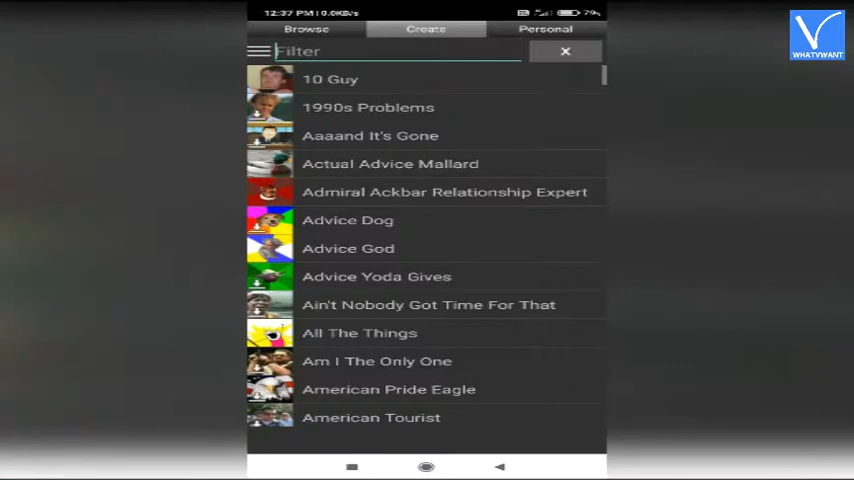 12:37 PM | 0.0KB/s
79%
Browse
Create
Personal
Filter
×
10 Guy
1990s Problems
Aaaand It's Gone
Actual Advice Mallard
Admiral Ackbar Relationship Expert
Advice Dog
Advice God
Advice Yoda Gives
Ain't Nobody Got Time For That
All The Things
Am I The Only One
American Pride Eagle
American Tourist
WHATVWANT